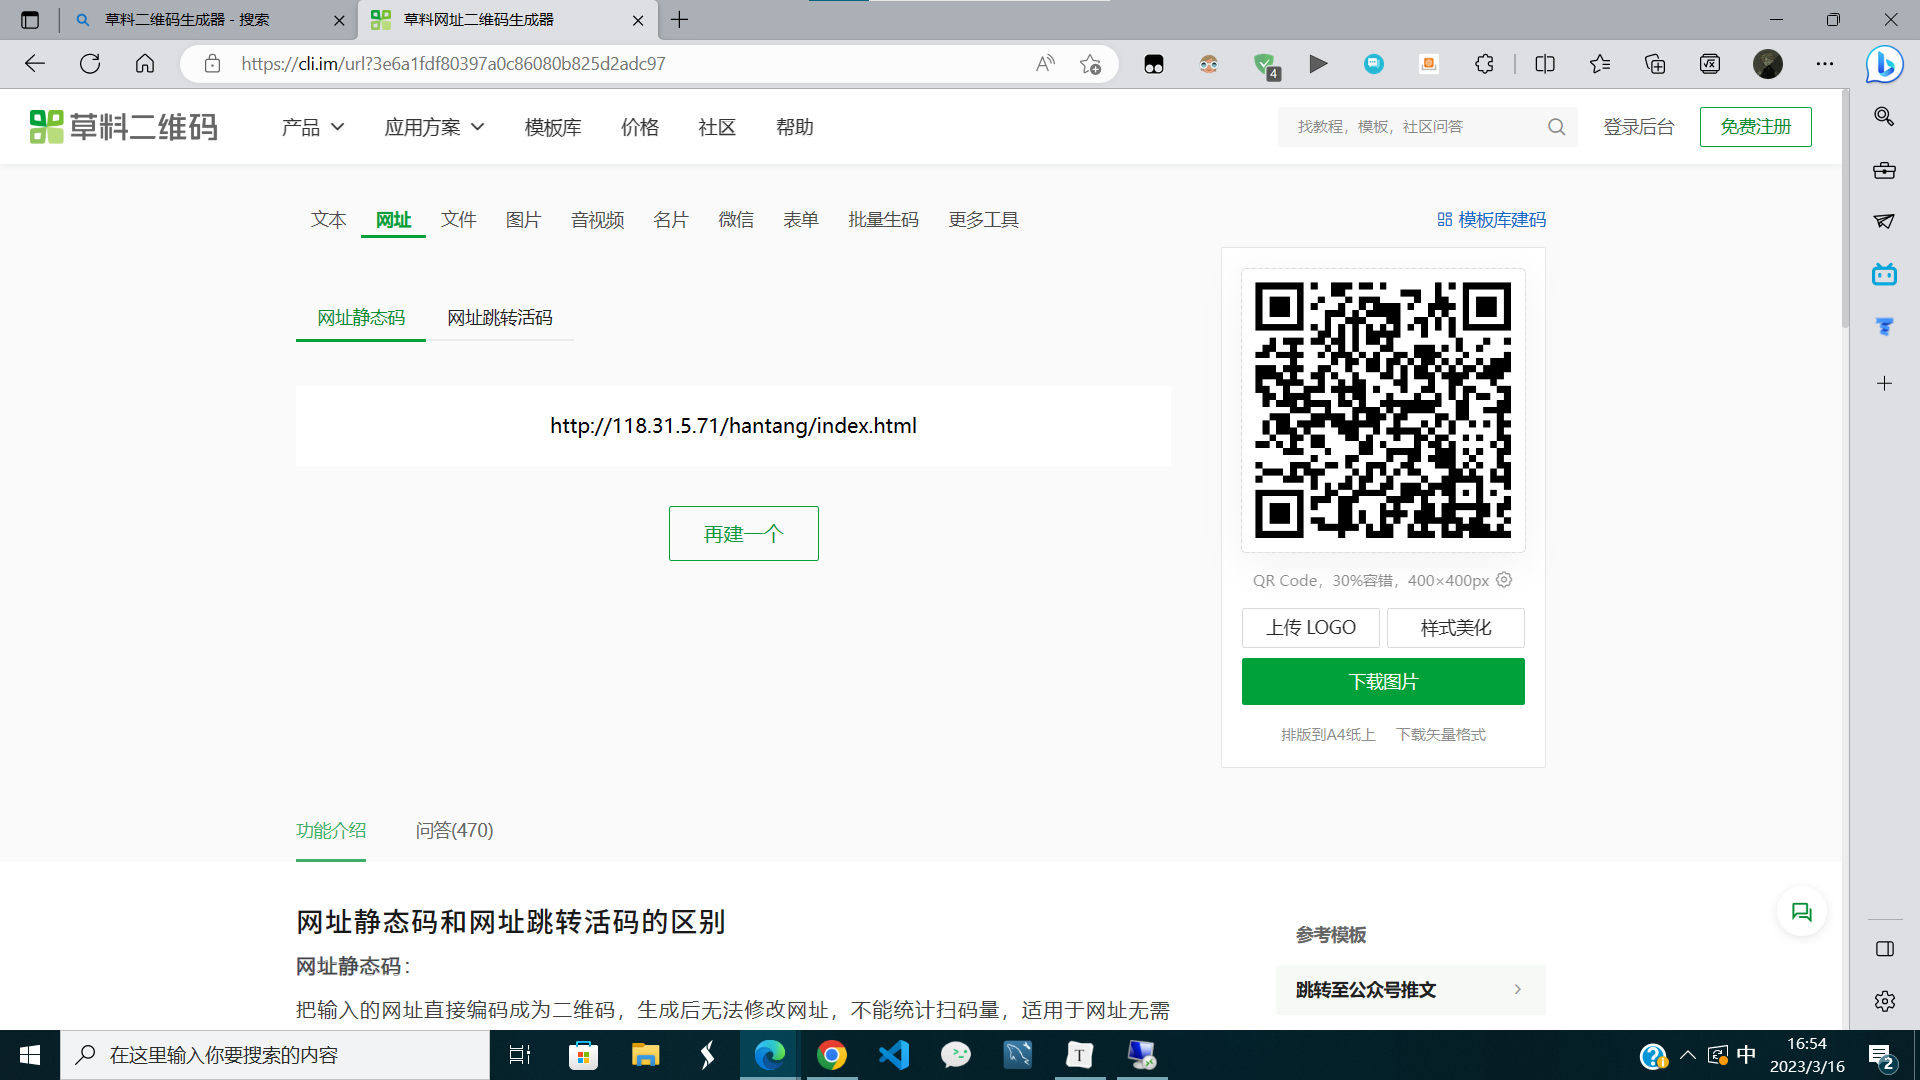 草料二维码生成器 - 搜索
草料网址二维码生成器
https://cli.im/url?3e6a1fdf80397a0c86080b825d2adc97
4
草料二维码
产品
应用方案
模板库
价格
社区
帮助
找教程，模板，社区问答
登录后台
免费注册
文本
网址
文件
图片
音视频
名片
微信
表单
批量生码
更多工具
模板库建码
网址静态码
网址跳转活码
http://118.31.5.71/hantang/index.html
再建一个
QR Code，30%容错，400×400px
上传 LOGO
样式美化
下载图片
排版到A4纸上
下载矢量格式
功能介绍
问答(470)
网址静态码和网址跳转活码的区别
网址静态码：
把输入的网址直接编码成为二维码，生成后无法修改网址，不能统计扫码量，适用于网址无需
参考模板
跳转至公众号推文
在这里输入你要搜索的内容
中
16:54
2023/3/16
2